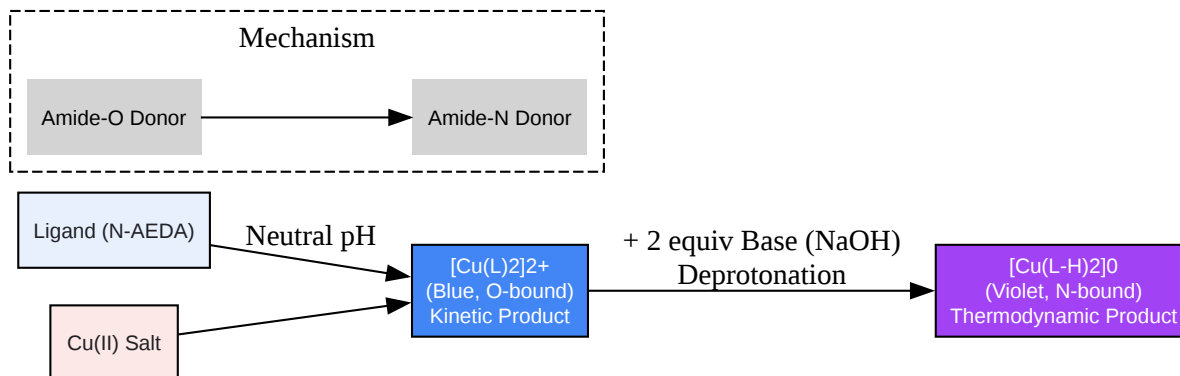 Mechanism
Amide-O Donor
Amide-N Donor
Ligand (N-AEDA)
Neutral pH
Cu(II) Salt
[Cu(L)2]2+
(Blue, O-bound)
Kinetic Product
+ 2 equiv Base (NaOH)
Deprotonation
[Cu(L-H)2]0
(Violet, N-bound)
Thermodynamic Product